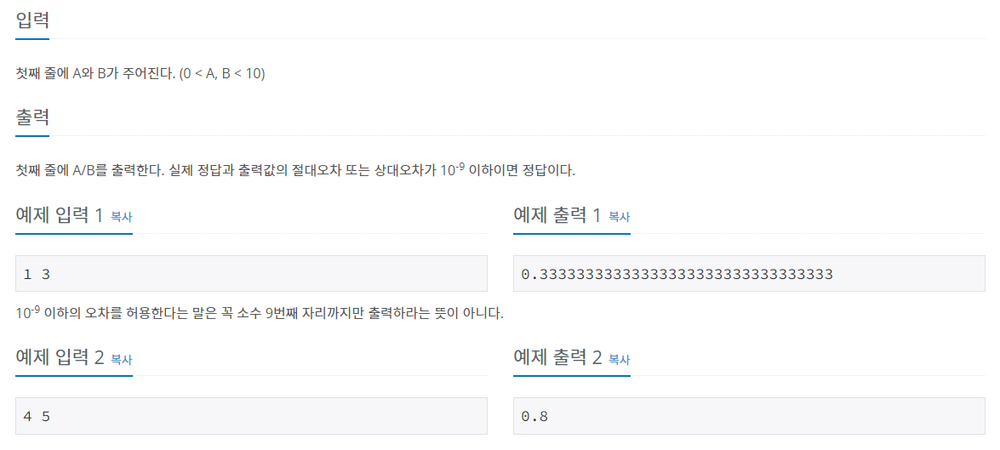 입력
첫째 줄에 A와 B가 주어진다. (0 < A, B < 10)
출력
첫째 줄에 A/B를 출력한다. 실제 정답과 출력값의 절대오차 또는 상대오차가 10-9 이하이면 정답이다.
예제 입력 1 복사
1 3
예제 출력 1 복사
0.33333333333333333333333333333333
10-9 이하의 오차를 허용한다는 말은 꼭 소수 9번째 자리까지만 출력하라는 뜻이 아니다.
예제 입력 2 복사
4 5
예제 출력 2 복사
0.8